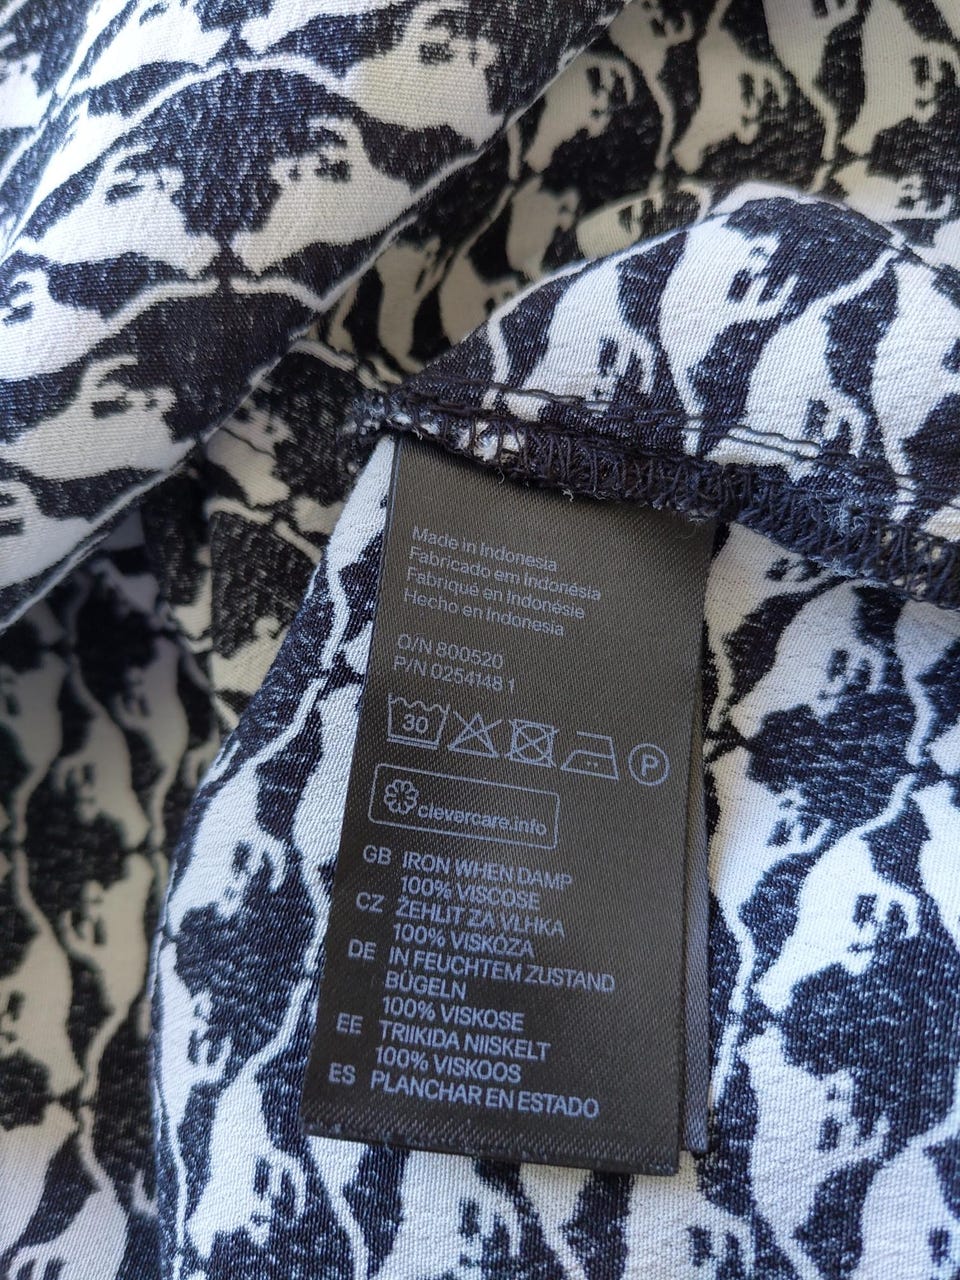 Made in Indonesia
Fabricado em Indonésia
Fabriqué en Indonésie
Hecho en Indonesia
O/N 800520
P/N 0254148 1
30 P
clevercare.info
GB IRON WHEN DAMP
100% VISCOSE
CZ ŽEHLIT ZA VLHKA
100% VISKÓZA
DE IN FEUCHTEM ZUSTAND
BÜGELN
100% VISKOSE
EE TRIIKIDA NIISKELT
100% VISKOOS
ES PLANCHAR EN ESTADO